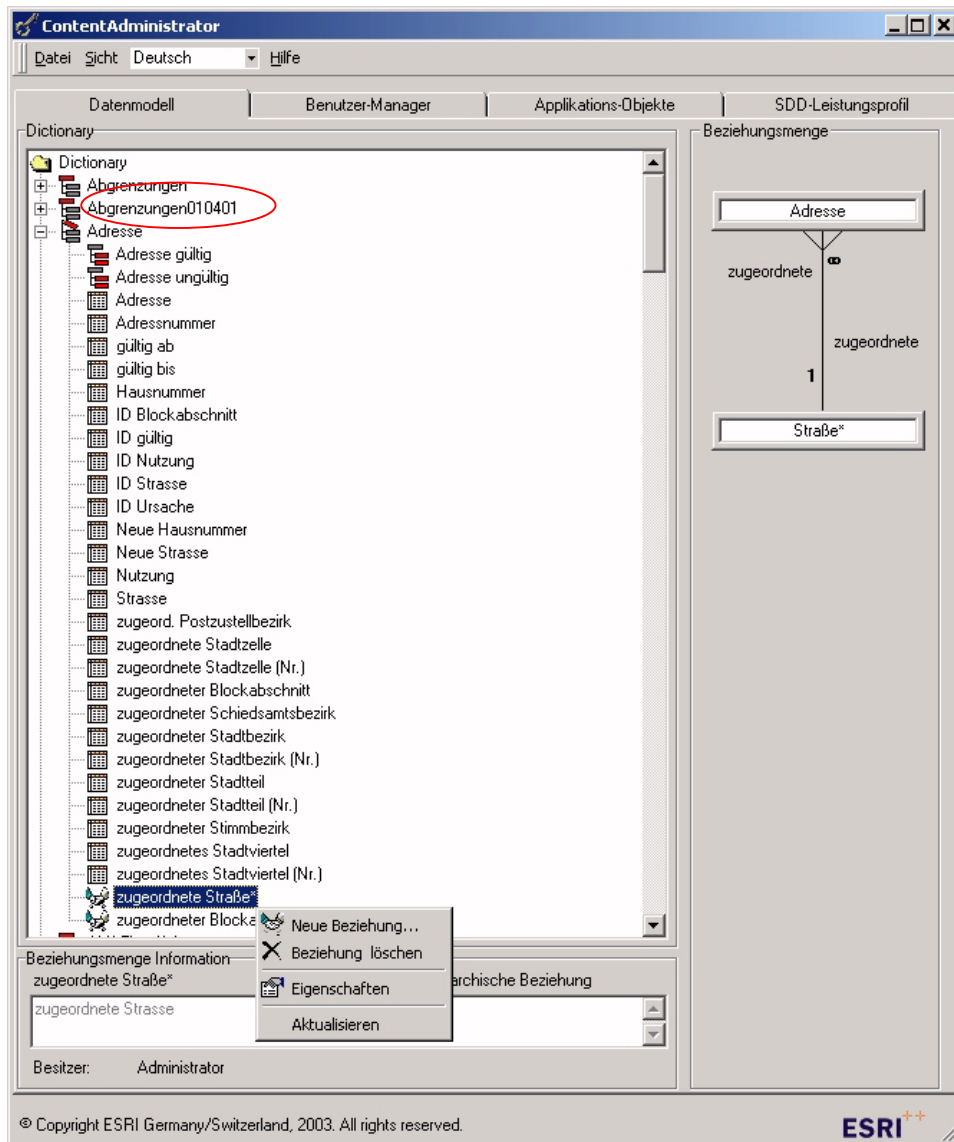 ContentAdministrator
Datei Sicht Deutsch Hilfe
Datenmodell Benutzer-Manager Applikations-Objekte SDD-Leistungsprofil
Dictionary
Dictionary
Abgrenzungen
Abgrenzungen010401
Adresse
Adresse gültig
Adresse ungültig
Adresse
Adressnummer
gültig ab
gültig bis
Hausnummer
ID Blockabschnitt
ID gültig
ID Nutzung
ID Strasse
ID Ursache
Neue Hausnummer
Neue Strasse
Nutzung
Strasse
zugeord. Postzustellbezirk
zugeordnete Stadtzelle
zugeordnete Stadtzelle (Nr.)
zugeordneter Blockabschnitt
zugeordneter Schiedsamtsbezirk
zugeordneter Stadtbezirk
zugeordneter Stadtbezirk (Nr.)
zugeordneter Stadtteil
zugeordneter Stadtteil (Nr.)
zugeordneter Stimmbezirk
zugeordnetes Stadtviertel
zugeordnetes Stadtviertel (Nr.)
zugeordnete Straße*
zugeordneter Blocka
Neue Beziehung...
Beziehung löschen
Eigenschaften
Aktualisieren
Beziehungsmenge Information
zugeordnete Straße* archische Beziehung
zugeordnete Strasse
Besitzer: Administrator
Beziehungsmenge
Adresse
zugeordnete
zugeordnete
1
Straße*
© Copyright ESRI Germany/Switzerland, 2003. All rights reserved.
ESRI++